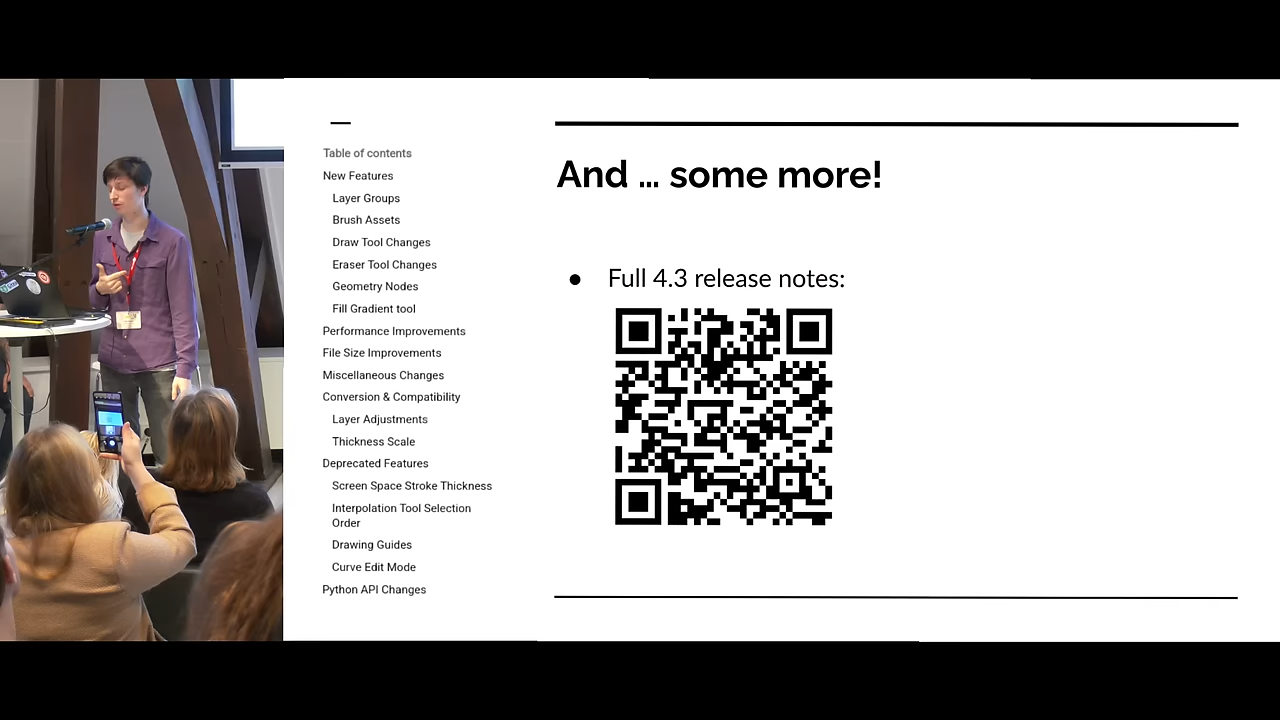 Table of contents
New Features
Layer Groups
Brush Assets
Draw Tool Changes
Eraser Tool Changes
Geometry Nodes
Fill Gradient tool
Performance Improvements
File Size Improvements
Miscellaneous Changes
Conversion & Compatibility
Layer Adjustments
Thickness Scale
Deprecated Features
Screen Space Stroke Thickness
Interpolation Tool Selection
Order
Drawing Guides
Curve Edit Mode
Python API Changes
And ... some more!
● Full 4.3 release notes: